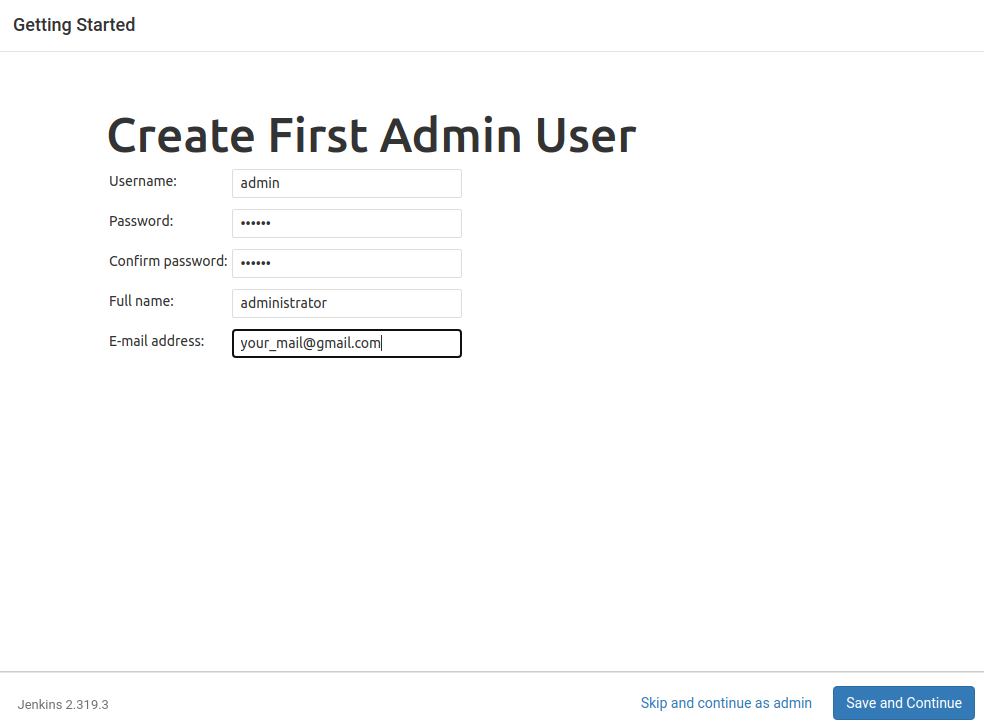 Getting Started
Create First Admin User
Username: admin
Password: ••••••
Confirm password: ••••••
Full name: administrator
E-mail address: your_mail@gmail.com
Jenkins 2.319.3 Skip and continue as admin Save and Continue